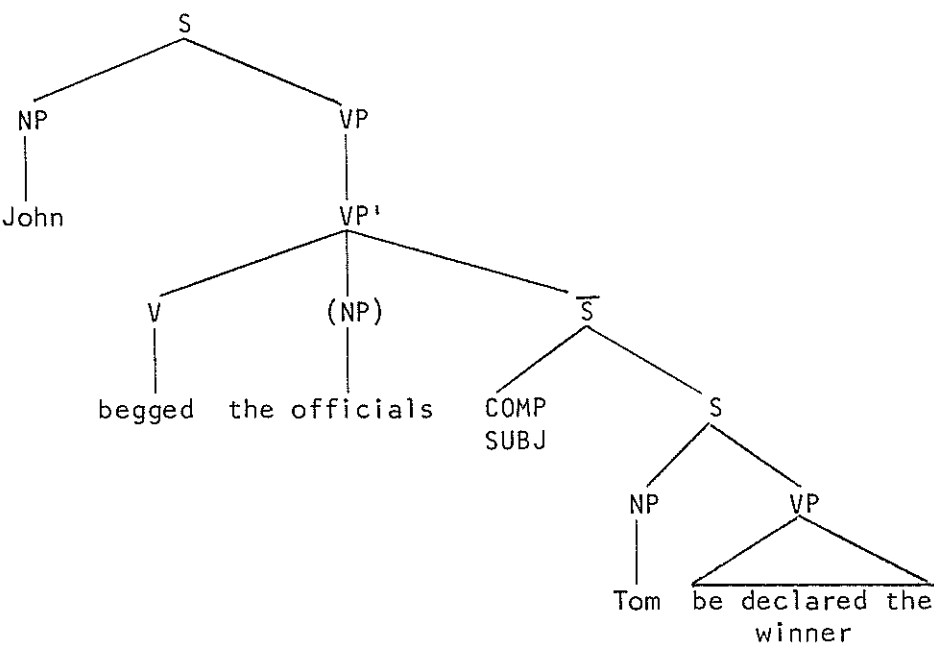 S
NP VP
John VP'
V (NP) S̅
begged the officials COMP S
SUBJ
NP VP
Tom be declared the
winner